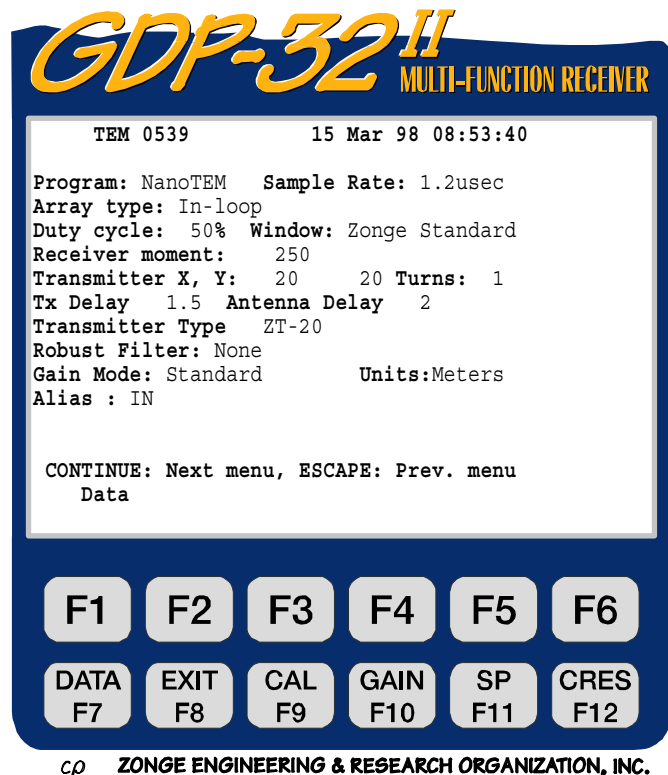 GDP-32 II
MULTI-FUNCTION RECEIVER
TEM 0539 15 Mar 98 08:53:40
Program: NanoTEM Sample Rate: 1.2usec
Array type: In-loop
Duty cycle: 50% Window: Zonge Standard
Receiver moment: 250
Transmitter X, Y: 20 20 Turns: 1
Tx Delay 1.5 Antenna Delay 2
Transmitter Type ZT-20
Robust Filter: None
Gain Mode: Standard Units:Meters
Alias : IN
CONTINUE: Next menu, ESCAPE: Prev. menu
Data
F1 F2 F3 F4 F5 F6
DATA EXIT CAL GAIN SP CRES
F7 F8 F9 F10 F11 F12
ZONGE ENGINEERING & RESEARCH ORGANIZATION, INC.